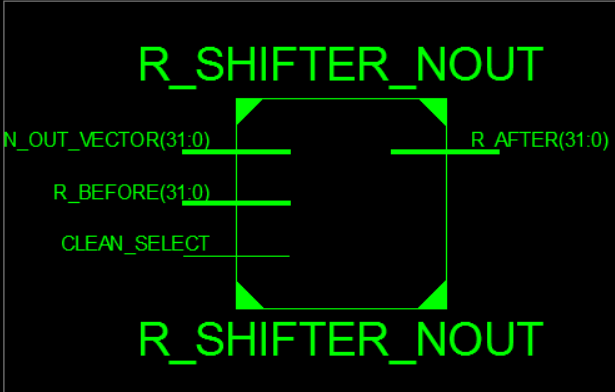 R_SHIFTER_NOUT
N_OUT_VECTOR(31:0)
R_AFTER(31:0)
R_BEFORE(31:0)
CLEAN_SELECT
R_SHIFTER_NOUT